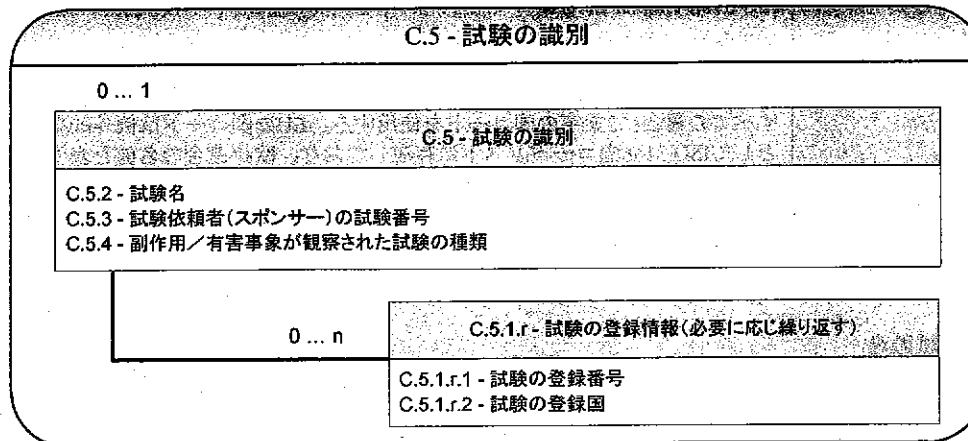 C.5 - 試験の識別
0 ... 1
C.5 - 試験の識別
C.5.2 - 試験名
C.5.3 - 試験依頼者(スポンサー)の試験番号
C.5.4 - 副作用／有害事象が観察された試験の種類
0 ... n
C.5.1.r - 試験の登録情報(必要に応じ繰り返す)
C.5.1.r.1 - 試験の登録番号
C.5.1.r.2 - 試験の登録国